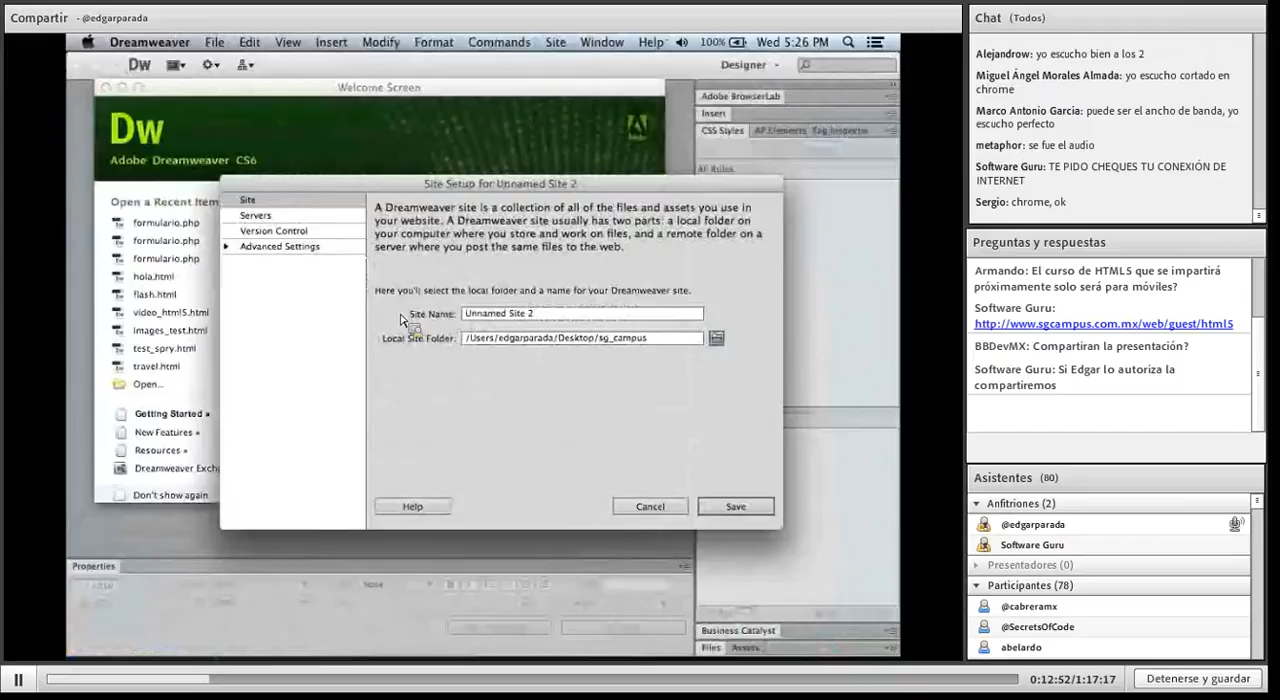 Compartir - @edgarparada
Dreamweaver File Edit View Insert Modify Format Commands Site Window Help 100% Wed 5:26 PM
DW Designer
Welcome Screen
Dw
Adobe Dreamweaver CS6
Open a Recent Item
formulario.php
formulario.php
formulario.php
hola.html
flash.html
video_html5.html
images_test.html
test_spry.html
travel.html
Open...
Getting Started »
New Features »
Resources »
Dreamweaver Exch
Don't show again
Site Setup for Unnamed Site 2
Site
Servers
Version Control
Advanced Settings
A Dreamweaver site is a collection of all of the files and assets you use in
your website. A Dreamweaver site usually has two parts: a local folder on
your computer where you store and work on files, and a remote folder on a
server where you post the same files to the web.
Here you'll select the local folder and a name for your Dreamweaver site.
Site Name: Unnamed Site 2
Local Site Folder: /Users/edgarparada/Desktop/sg_campus
Help Cancel Save
Adobe BrowserLab
Insert
CSS Styles AP Elements Tag Inspector
All Rules
Properties
None
Business Catalyst
Files Assets
Chat (Todos)
Alejandrow: yo escucho bien a los 2
Miguel Ángel Morales Almada: yo escucho cortado en
chrome
Marco Antonio Garcia: puede ser el ancho de banda, yo
escucho perfecto
metaphor: se fue el audio
Software Guru: TE PIDO CHEQUES TU CONEXIÓN DE
INTERNET
Sergio: chrome, ok
Preguntas y respuestas
Armando: El curso de HTML5 que se impartirá
próximamente solo será para móviles?
Software Guru:
http://www.sgcampus.com.mx/web/guest/html5
BBDevMX: Compartiran la presentación?
Software Guru: Si Edgar lo autoriza la
compartiremos
Asistentes (80)
Anfitriones (2)
@edgarparada
Software Guru
Presentadores (0)
Participantes (78)
@cabreramx
@SecretsOfCode
abelardo
0:12:52/1:17:17 Detenerse y guardar